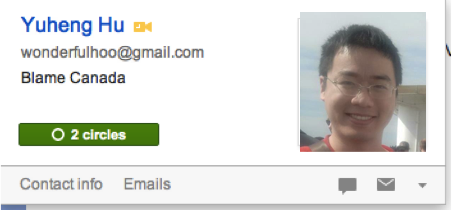 Yuheng Hu
wonderfulhoo@gmail.com
Blame Canada
2 circles
Contact info Emails